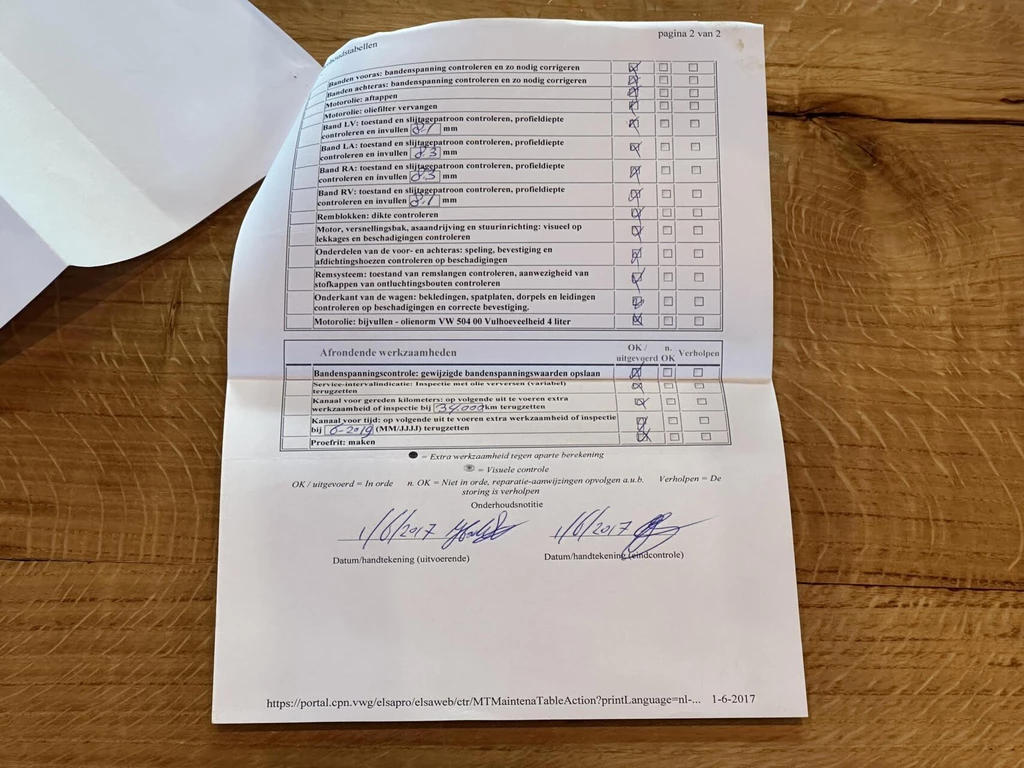 pagina 2 van 2
Banden vooras: bandenspanning controleren en zo nodig corrigeren
Banden achteras: bandenspanning controleren en zo nodig corrigeren
Motorolie: aftappen
Motorolie: oliefilter vervangen
Band LV: toestand en slijtagepatroon controleren, profieldiepte
controleren en invullen 8.1 mm
Band LA: toestand en slijtagepatroon controleren, profieldiepte
controleren en invullen 8.3 mm
Band RA: toestand en slijtagepatroon controleren, profieldiepte
controleren en invullen 8.3 mm
Band RV: toestand en slijtagepatroon controleren, profieldiepte
controleren en invullen 8.1 mm
Remblokken: dikte controleren
Motor, versnellingsbak, asaandrijving en stuurinrichting: visueel op
lekkages en beschadigingen controleren
Onderdelen van de voor- en achteras: speling, bevestiging en
afdichtingshoezen controleren op beschadigingen
Remsysteem: toestand van remslangen controleren, aanwezigheid van
stofkappen van ontluchtingsbouten controleren
Onderkant van de wagen: bekledingen, spatplaten, dorpels en leidingen
controleren op beschadigingen en correcte bevestiging.
Motorolie: bijvullen - olienorm VW 504 00 Vulhoeveelheid 4 liter
Afrondende werkzaamheden OK / uitgevoerd n. OK Verholpen
Bandenspanningscontrole: gewijzigde bandenspanningswaarden opslaan
Service-intervalindicatie: Inspectie met olie verversen (variabel)
terugzetten
Kanaal voor gereden kilometers: op volgende uit te voeren extra
werkzaamheid of inspectie bij km terugzetten
Kanaal voor tijd: op volgende uit te voeren extra werkzaamheid of inspectie
bij 6-2019 (MM/JJJJ) terugzetten
Proefrit: maken
= Extra werkzaamheid tegen aparte berekening
= Visuele controle
OK / uitgevoerd = In orde n. OK = Niet in orde, reparatie-aanwijzingen opvolgen a.u.b. Verholpen = De
storing is verholpen
Onderhoudsnotitie
1/6/2017 1/6/2017
Datum/handtekening (uitvoerende) Datum/handtekening (eindcontrole)
https://portal.cpn.vwg/elsapro/elsaweb/ctr/MTMaintenaTableAction?printLanguage=nl-... 1-6-2017